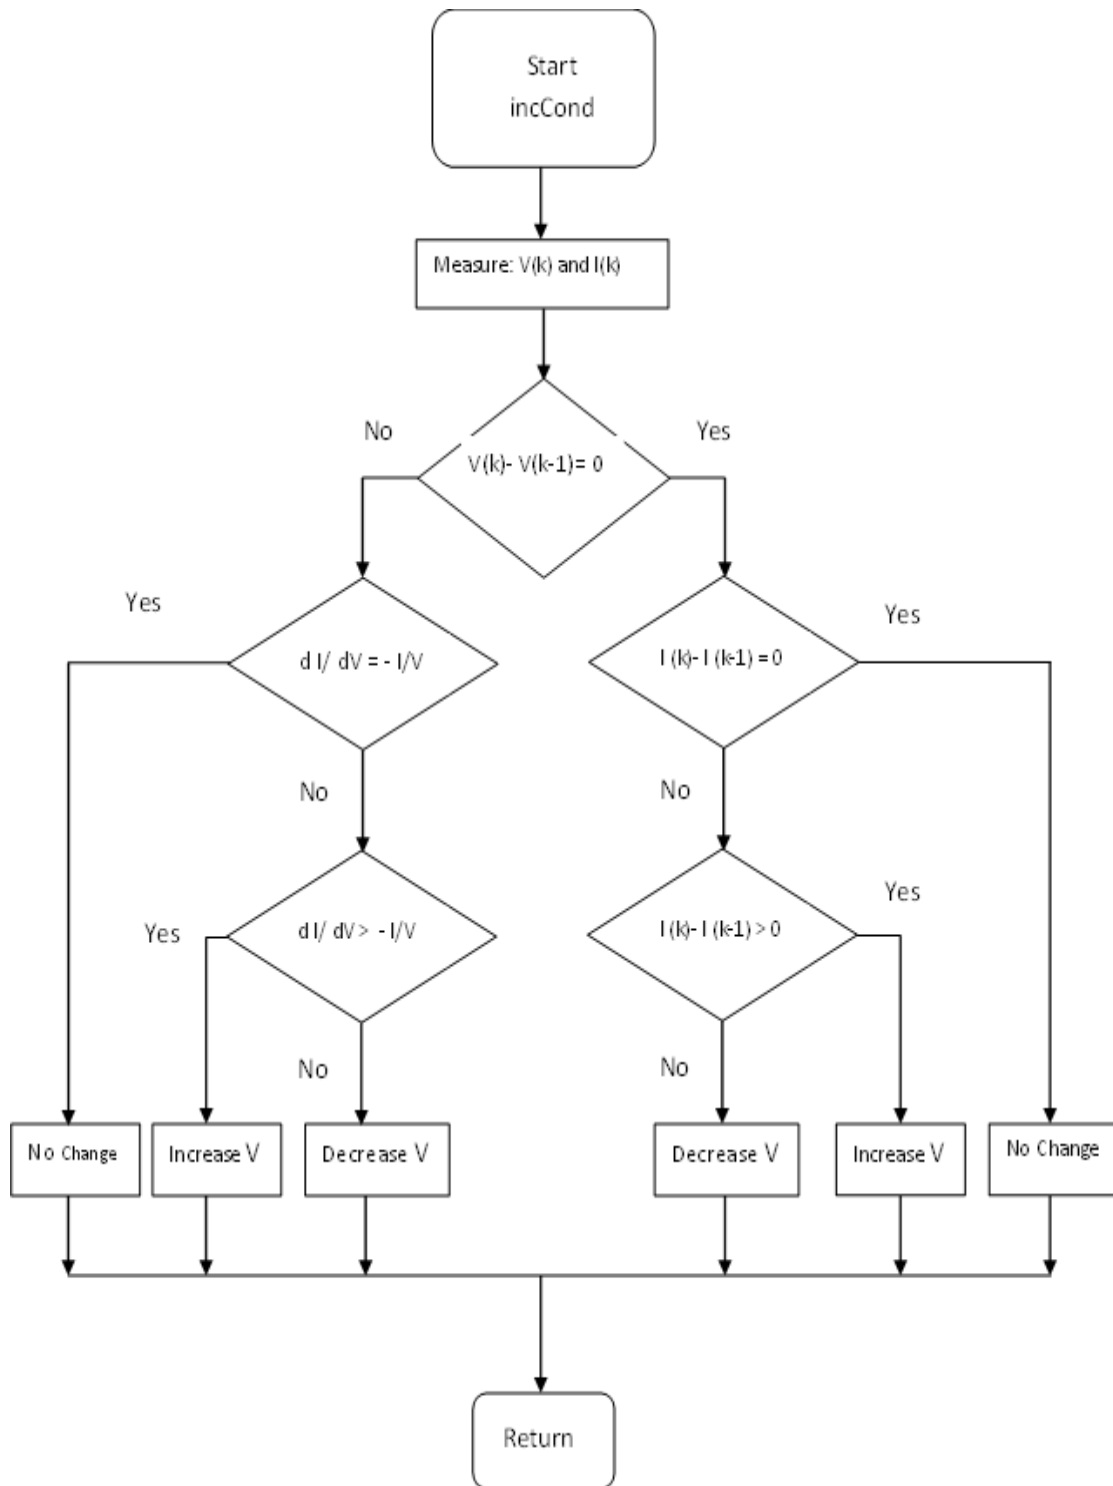 Start
incCond
Measure: V(k) and I(k)
No
Yes
V(k)- V(k-1) = 0
Yes
Yes
d I/ dV = - I/V
I (k)- I (k-1) = 0
No
No
Yes
Yes
d I/ dV > - I/V
I (k)- I (k-1) > 0
No
No
No Change
Increase V
Decrease V
Decrease V
Increase V
No Change
Return